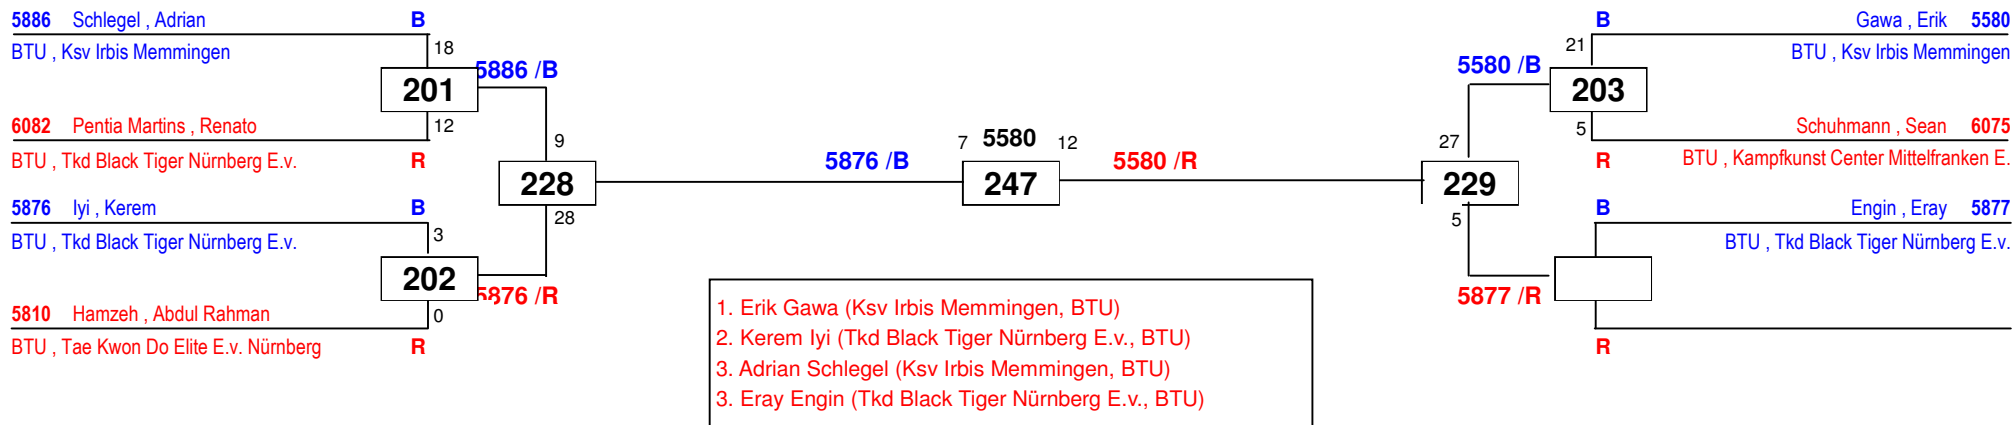 5886 Schlegel , Adrian B
BTU , Ksv Irbis Memmingen
18
201
5886 /B
6082 Pentia Martins , Renato
12
BTU , Tkd Black Tiger Nürnberg E.v. R
9
228
28
5876 Iyi , Kerem B
BTU , Tkd Black Tiger Nürnberg E.v.
3
202
5876 /R
5810 Hamzeh , Abdul Rahman
0
BTU , Tae Kwon Do Elite E.v. Nürnberg R
5876 /B
7 5580 12
247
5580 /R
B Gawa , Erik 5580
21
BTU , Ksv Irbis Memmingen
5580 /B
203
5
Schuhmann , Sean 6075
R BTU , Kampfkunst Center Mittelfranken E.
27
229
5
B Engin , Eray 5877
BTU , Tkd Black Tiger Nürnberg E.v.
5877 /R
R
1. Erik Gawa (Ksv Irbis Memmingen, BTU)
2. Kerem Iyi (Tkd Black Tiger Nürnberg E.v., BTU)
3. Adrian Schlegel (Ksv Irbis Memmingen, BTU)
3. Eray Engin (Tkd Black Tiger Nürnberg E.v., BTU)